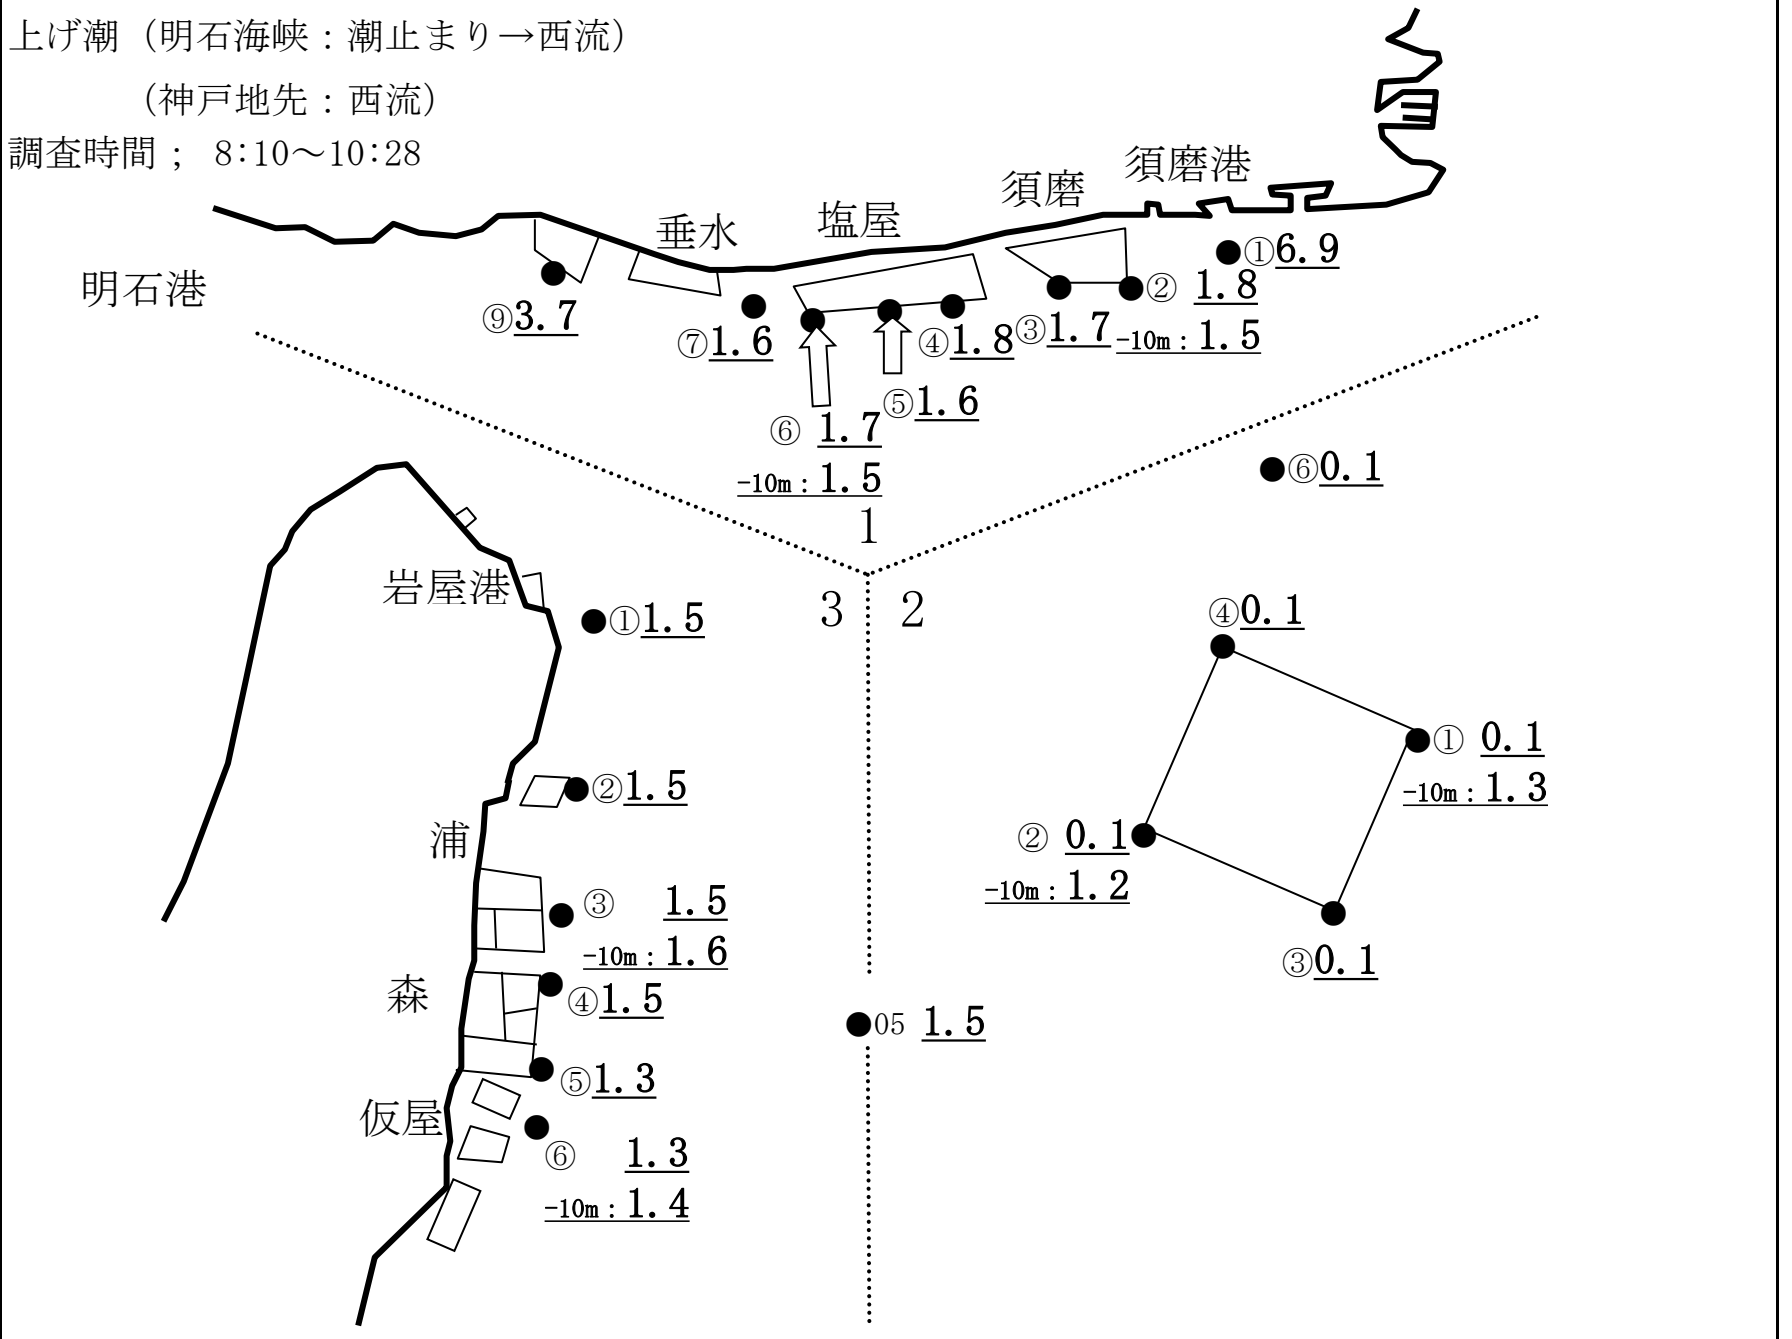 上げ潮（明石海峡：潮止まり→西流）
（神戸地先：西流）
調査時間； 8:10～10:28
須磨港
須磨
塩屋
垂水
明石港
①6.9
② 1.8
-10m：1.5
③1.7
④1.8
⑤1.6
⑥ 1.7
-10m：1.5
⑦1.6
⑨3.7
1
3
2
⑥0.1
④0.1
① 0.1
-10m：1.3
② 0.1
-10m：1.2
③0.1
岩屋港
①1.5
②1.5
浦
③ 1.5
-10m：1.6
森
④1.5
05 1.5
⑤1.3
仮屋
⑥ 1.3
-10m：1.4